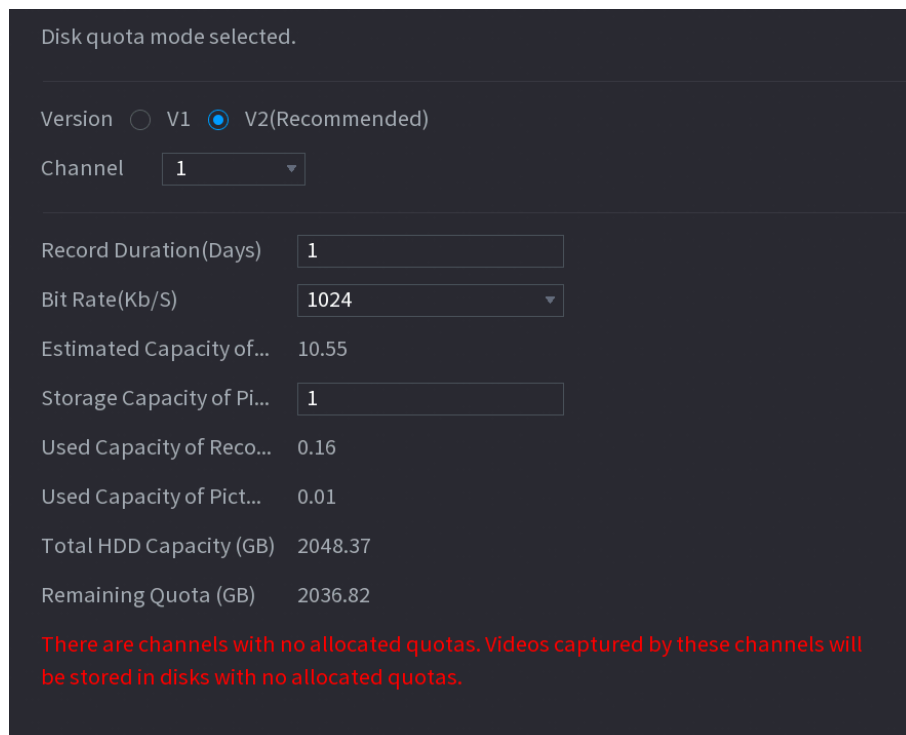 Disk quota mode selected.
Version V1 V2(Recommended)
Channel 1
Record Duration(Days) 1
Bit Rate(Kb/S) 1024
Estimated Capacity of... 10.55
Storage Capacity of Pi... 1
Used Capacity of Reco... 0.16
Used Capacity of Pict... 0.01
Total HDD Capacity (GB) 2048.37
Remaining Quota (GB) 2036.82
There are channels with no allocated quotas. Videos captured by these channels will
be stored in disks with no allocated quotas.